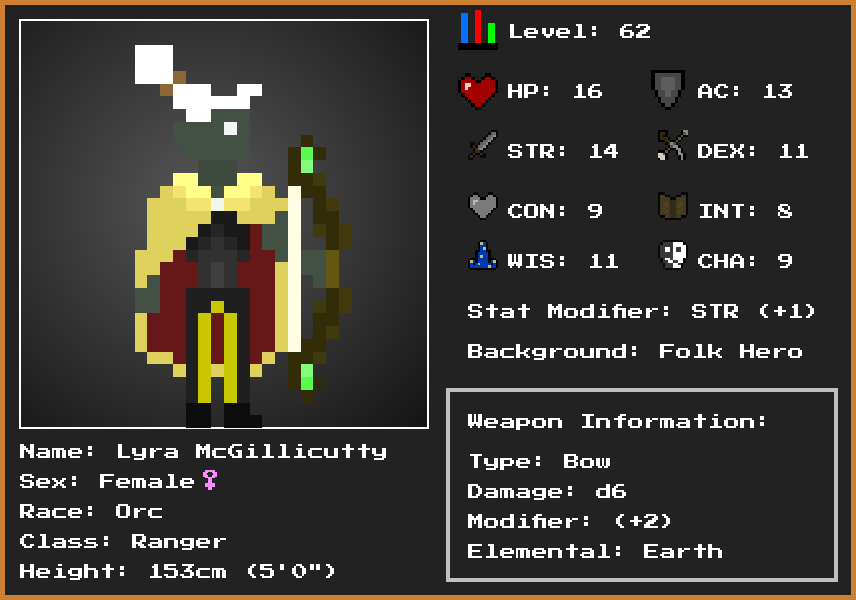 Level: 62
HP: 16 AC: 13
STR: 14 DEX: 11
CON: 9 INT: 8
WIS: 11 CHA: 9
Stat Modifier: STR (+1)
Background: Folk Hero
Weapon Information:
Type: Bow
Damage: d6
Modifier: (+2)
Elemental: Earth
Name: Lyra McGillicutty
Sex: Female♀
Race: Orc
Class: Ranger
Height: 153cm (5'0")